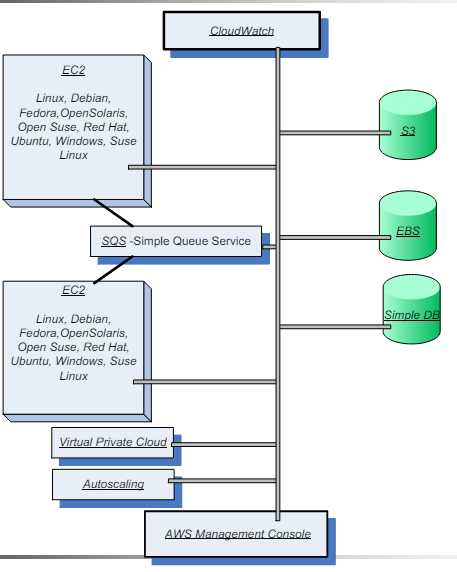 CloudWatch
EC2
Linux, Debian,
Fedora,OpenSolaris,
Open Suse, Red Hat,
Ubuntu, Windows, Suse
Linux
S3
SQS -Simple Queue Service
EBS
EC2
Linux, Debian,
Fedora,OpenSolaris,
Open Suse, Red Hat,
Ubuntu, Windows, Suse
Linux
Simple DB
Virtual Private Cloud
Autoscaling
AWS Management Console